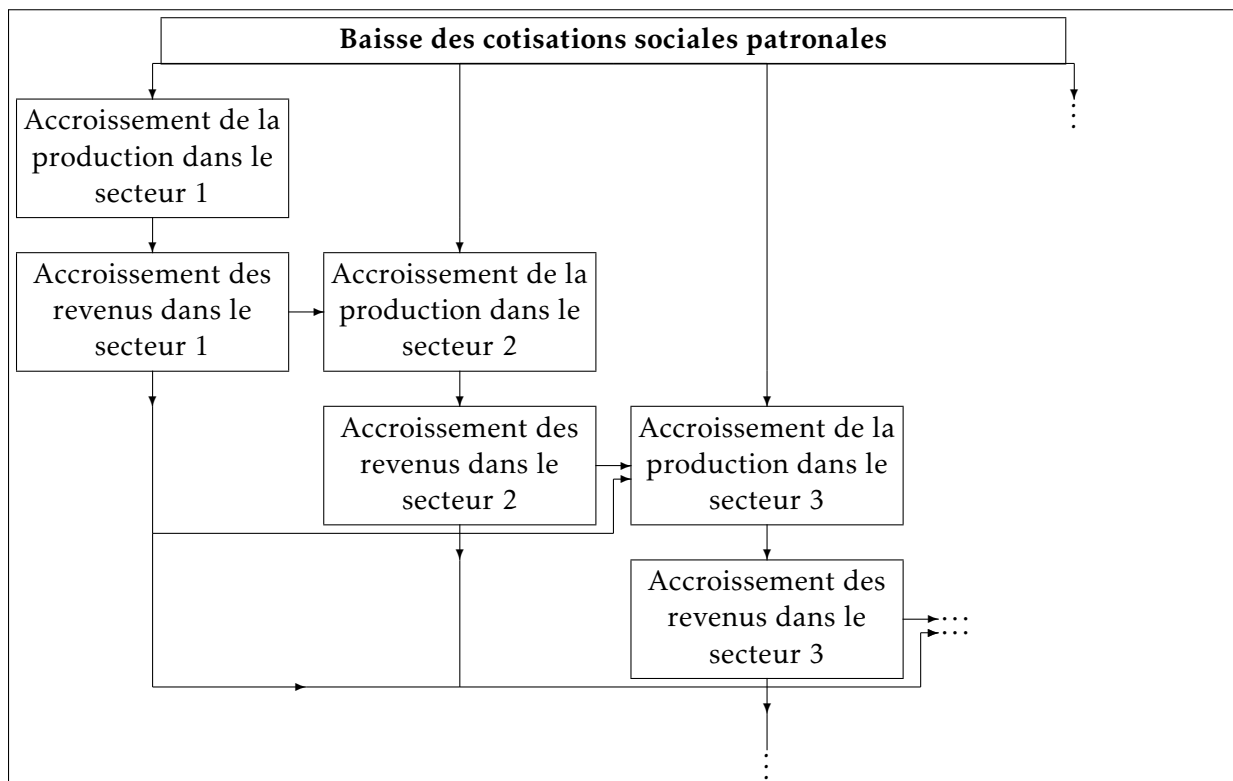 Baisse des cotisations sociales patronales
Accroissement de la
production dans le
secteur 1
Accroissement des
revenus dans le
secteur 1
Accroissement de la
production dans le
secteur 2
Accroissement des
revenus dans le
secteur 2
Accroissement de la
production dans le
secteur 3
Accroissement des
revenus dans le
secteur 3